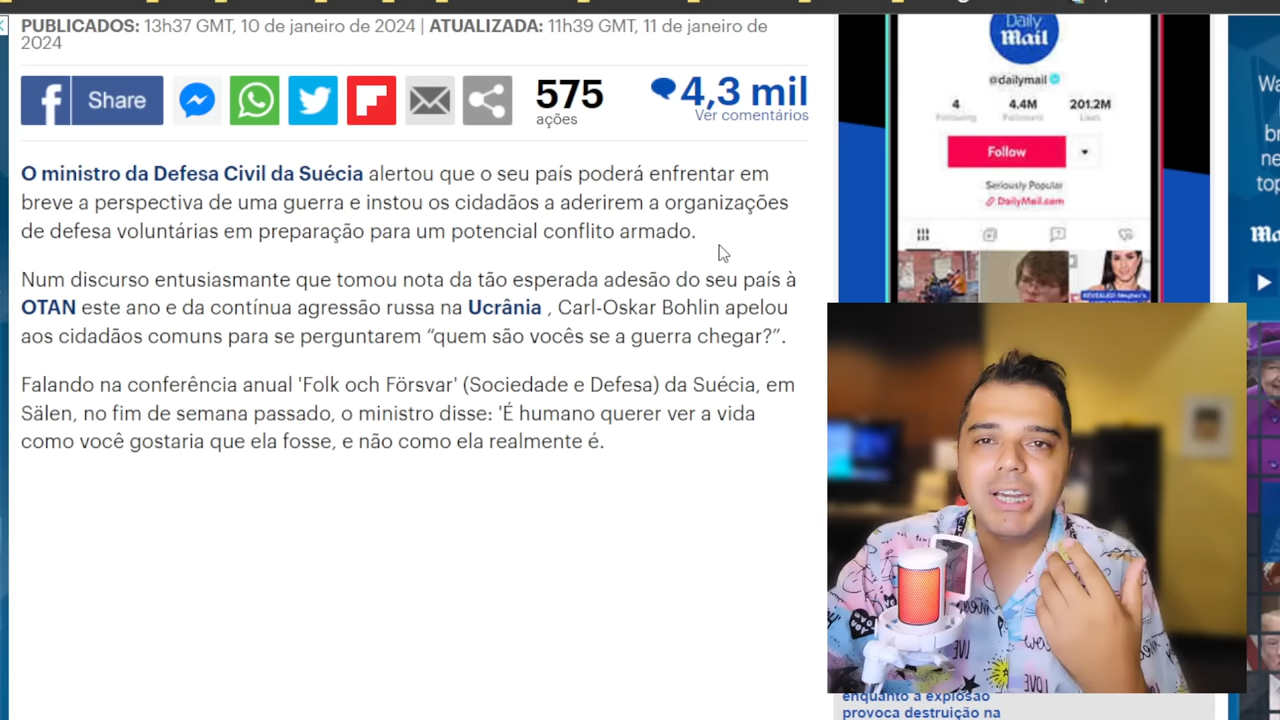 PUBLICADOS: 13h37 GMT, 10 de janeiro de 2024 | ATUALIZADA: 11h39 GMT, 11 de janeiro de
2024
Share
575
ações
4,3 mil
Ver comentários
O ministro da Defesa Civil da Suécia alertou que o seu país poderá enfrentar em
breve a perspectiva de uma guerra e instou os cidadãos a aderirem a organizações
de defesa voluntárias em preparação para um potencial conflito armado.
Num discurso entusiasmante que tomou nota da tão esperada adesão do seu país à
OTAN este ano e da contínua agressão russa na Ucrânia , Carl-Oskar Bohlin apelou
aos cidadãos comuns para se perguntarem “quem são vocês se a guerra chegar?”.
Falando na conferência anual 'Folk och Försvar' (Sociedade e Defesa) da Suécia, em
Sälen, no fim de semana passado, o ministro disse: 'É humano querer ver a vida
como você gostaria que ela fosse, e não como ela realmente é.
Daily
Mail
@dailymail
4 4.4M 201.2M
Following Followers Likes
Follow
Seriously Popular
DailyMail.com
LOVE
LOVE
enquanto a explosão
provoca destruição na